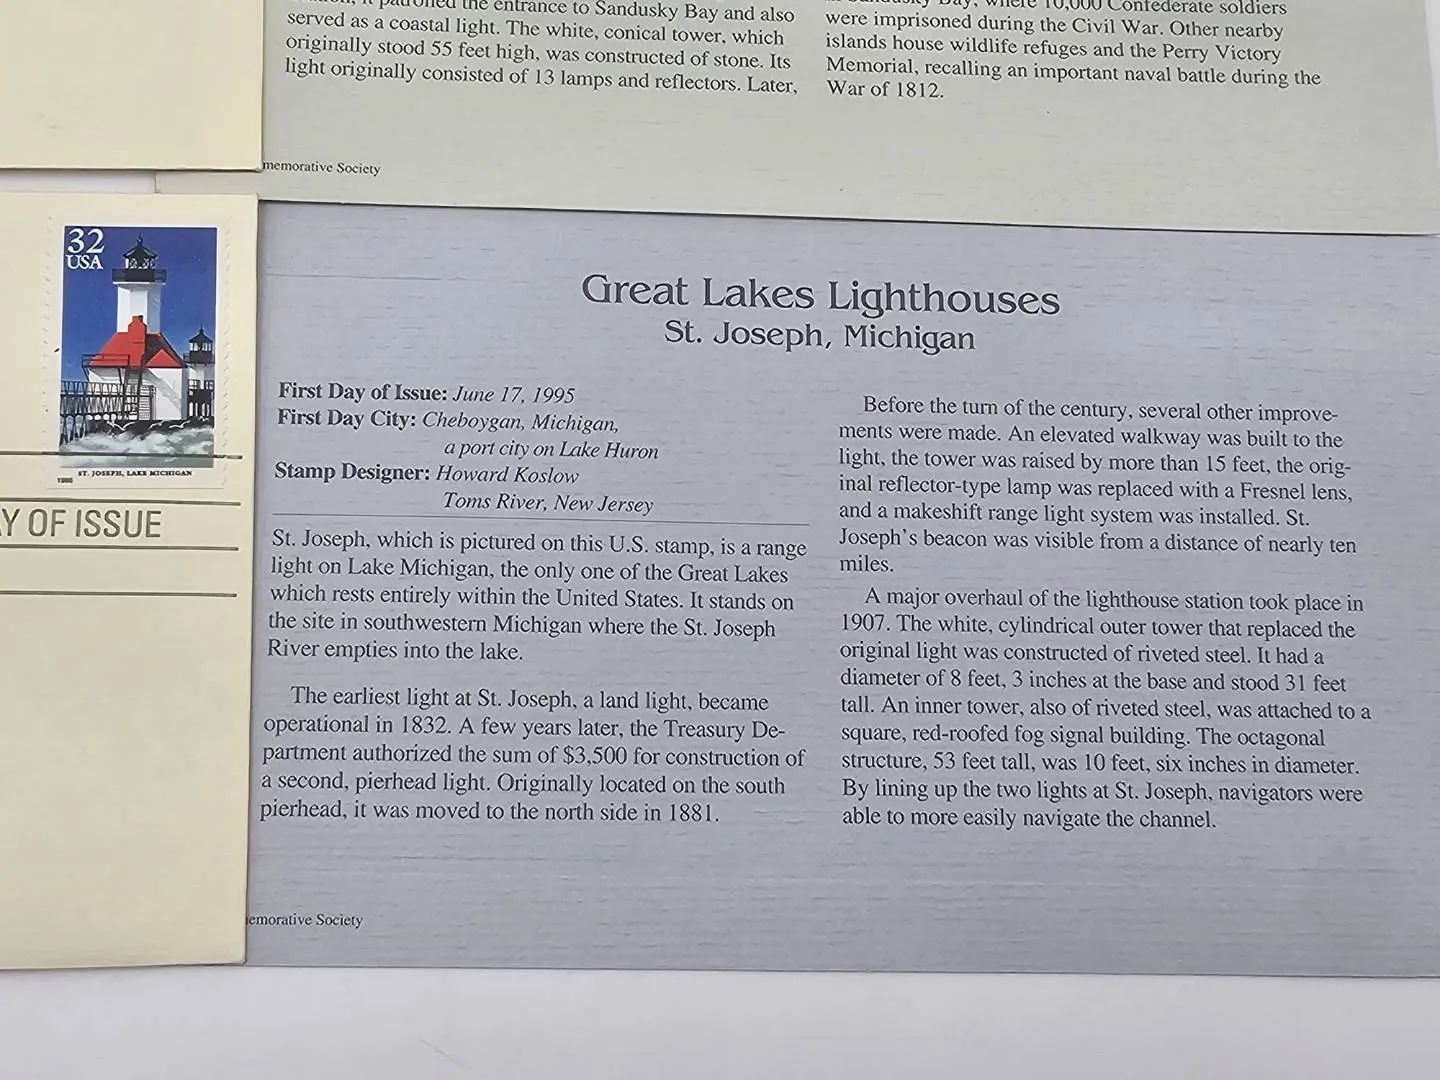 patrolled the entrance to Sandusky Bay and also
served as a coastal light. The white, conical tower, which
originally stood 55 feet high, was constructed of stone. Its
light originally consisted of 13 lamps and reflectors. Later,
Bay, where 10,000 Confederate soldiers
were imprisoned during the Civil War. Other nearby
islands house wildlife refuges and the Perry Victory
Memorial, recalling an important naval battle during the
War of 1812.
memorative Society
32
USA
ST. JOSEPH, LAKE MICHIGAN
1995
Y OF ISSUE
Great Lakes Lighthouses
St. Joseph, Michigan
First Day of Issue: June 17, 1995
First Day City: Cheboygan, Michigan,
a port city on Lake Huron
Stamp Designer: Howard Koslow
Toms River, New Jersey
St. Joseph, which is pictured on this U.S. stamp, is a range
light on Lake Michigan, the only one of the Great Lakes
which rests entirely within the United States. It stands on
the site in southwestern Michigan where the St. Joseph
River empties into the lake.
The earliest light at St. Joseph, a land light, became
operational in 1832. A few years later, the Treasury De-
partment authorized the sum of $3,500 for construction of
a second, pierhead light. Originally located on the south
pierhead, it was moved to the north side in 1881.
Before the turn of the century, several other improve-
ments were made. An elevated walkway was built to the
light, the tower was raised by more than 15 feet, the orig-
inal reflector-type lamp was replaced with a Fresnel lens,
and a makeshift range light system was installed. St.
Joseph's beacon was visible from a distance of nearly ten
miles.
A major overhaul of the lighthouse station took place in
1907. The white, cylindrical outer tower that replaced the
original light was constructed of riveted steel. It had a
diameter of 8 feet, 3 inches at the base and stood 31 feet
tall. An inner tower, also of riveted steel, was attached to a
square, red-roofed fog signal building. The octagonal
structure, 53 feet tall, was 10 feet, six inches in diameter.
By lining up the two lights at St. Joseph, navigators were
able to more easily navigate the channel.
emorative Society